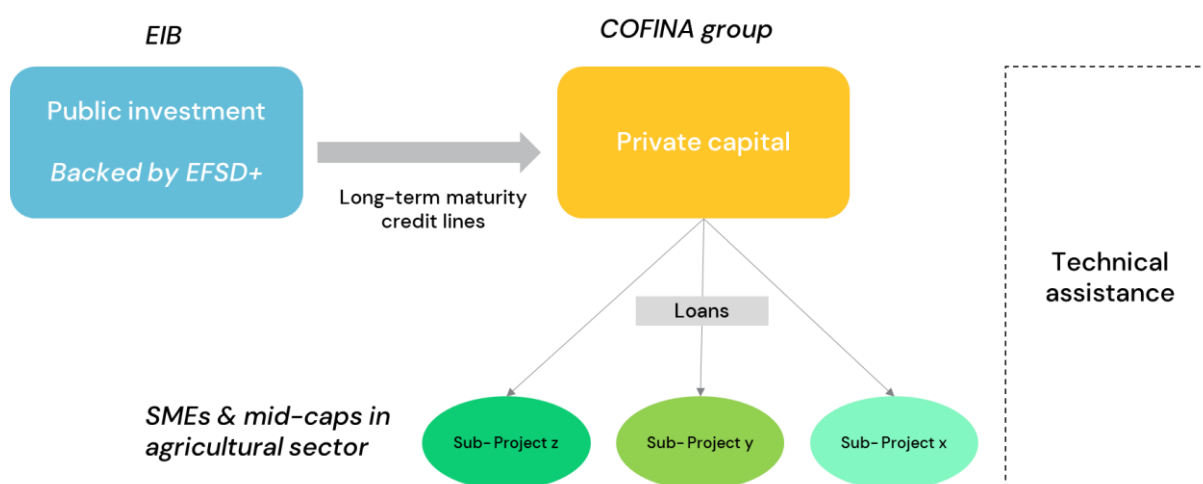 EIB
COFINA group
Public investment
Backed by EFSD+
Private capital
Long-term maturity
credit lines
Technical
assistance
Loans
SMEs & mid-caps in
agricultural sector
Sub- Project z
Sub- Project y
Sub- Project x